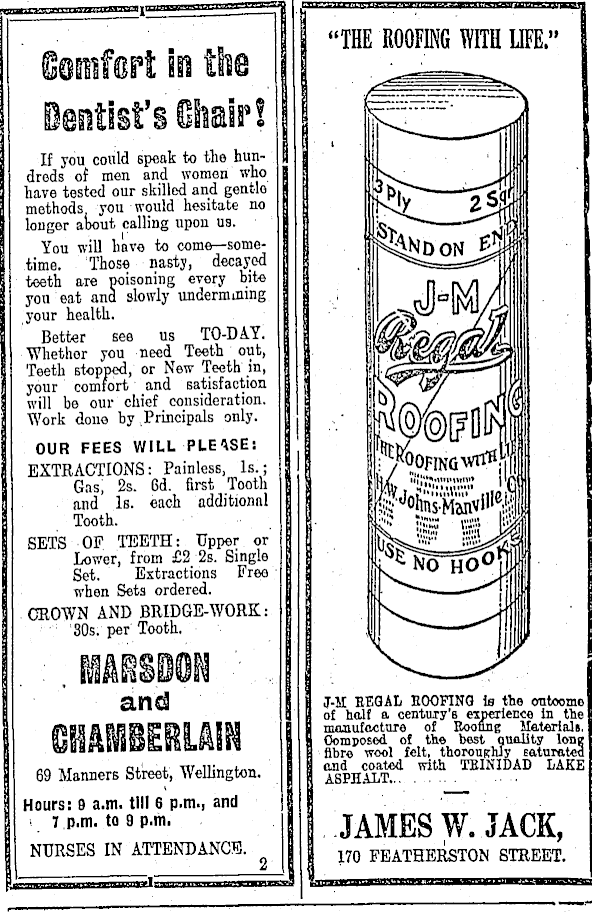 Comfort in the
Dentist's Chair!
If you could speak to the hun-
dreds of men and women who
have tested our skilled and gentle
methods, you would hesitate no
longer about calling upon us.
You will have to come—some-
time. Those nasty, decayed
teeth are poisoning every bite
you eat and slowly undermining
your health.
Better see us TO-DAY.
Whether you need Teeth out,
Teeth stopped, or New Teeth in,
your comfort and satisfaction
will be our chief consideration.
Work done by Principals only.
OUR FEES WILL PLEASE:
EXTRACTIONS: Painless, 1s.;
Gas, 2s. 6d. first Tooth
and 1s. each additional
Tooth.
SETS OF TEETH: Upper or
Lower, from £2 2s. Single
Set. Extractions Free
when Sets ordered.
CROWN AND BRIDGE-WORK:
30s. per Tooth.
MARSDON
and
CHAMBERLAIN
69 Manners Street, Wellington.
Hours: 9 a.m. till 6 p.m., and
7 p.m. to 9 p.m.
NURSES IN ATTENDANCE.
2
"THE ROOFING WITH LIFE."
3 Ply 2 Sqr
STAND ON END
J-M
Regal
ROOFING
THE ROOFING WITH LI
H.W. Johns-Manville Co
USE NO HOOKS
J-M REGAL ROOFING is the outcome
of half a century's experience in the
manufacture of Roofing Materials.
Composed of the best quality long
fibre wool felt, thoroughly saturated
and coated with TRINIDAD LAKE
ASPHALT...
JAMES W. JACK,
170 FEATHERSTON STREET.